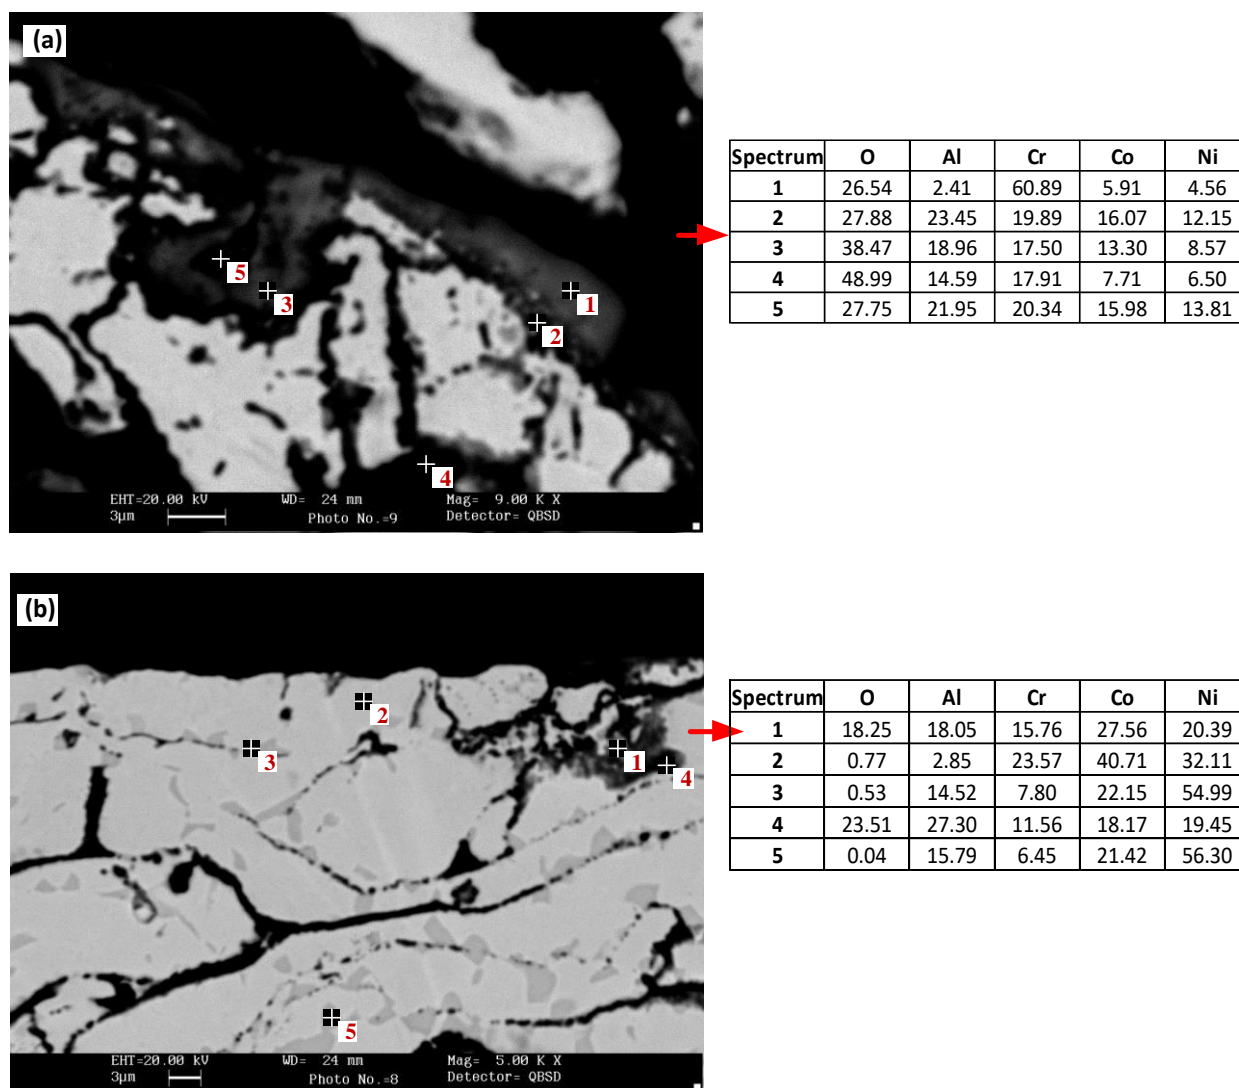 (a)
5
3
1
2
4
EHT=20.00 kV WD= 24 mm Mag= 9.00 K X
3µm Photo No.=9 Detector= QBSD
Spectrum O Al Cr Co Ni
1 26.54 2.41 60.89 5.91 4.56
2 27.88 23.45 19.89 16.07 12.15
3 38.47 18.96 17.50 13.30 8.57
4 48.99 14.59 17.91 7.71 6.50
5 27.75 21.95 20.34 15.98 13.81
(b)
2
3
1
4
5
EHT=20.00 kV WD= 24 mm Mag= 5.00 K X
3µm Photo No.=8 Detector= QBSD
Spectrum O Al Cr Co Ni
1 18.25 18.05 15.76 27.56 20.39
2 0.77 2.85 23.57 40.71 32.11
3 0.53 14.52 7.80 22.15 54.99
4 23.51 27.30 11.56 18.17 19.45
5 0.04 15.79 6.45 21.42 56.30